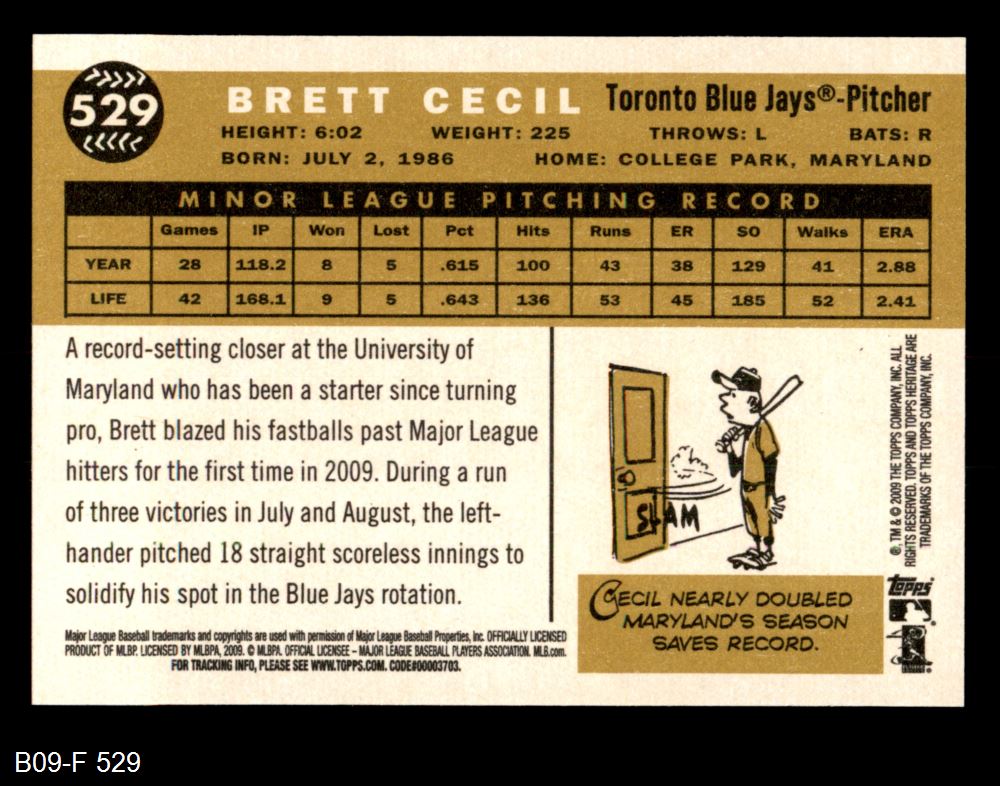 529
BRETT CECIL Toronto Blue Jays®-Pitcher
HEIGHT: 6:02 WEIGHT: 225 THROWS: L BATS: R
BORN: JULY 2, 1986 HOME: COLLEGE PARK, MARYLAND
MINOR LEAGUE PITCHING RECORD
Games IP Won Lost Pct Hits Runs ER SO Walks ERA
YEAR 28 118.2 8 5 .615 100 43 38 129 41 2.88
LIFE 42 168.1 9 5 .643 136 53 45 185 52 2.41
A record-setting closer at the University of
Maryland who has been a starter since turning
pro, Brett blazed his fastballs past Major League
hitters for the first time in 2009. During a run
of three victories in July and August, the left-
hander pitched 18 straight scoreless innings to
solidify his spot in the Blue Jays rotation.
Major League Baseball trademarks and copyrights are used with permission of Major League Baseball Properties, Inc. OFFICIALLY LICENSED
PRODUCT OF MLBP. LICENSED BY MLBPA, 2009. © MLBPA. OFFICIAL LICENSEE – MAJOR LEAGUE BASEBALL PLAYERS ASSOCIATION. MLB.com.
FOR TRACKING INFO, PLEASE SEE WWW.TOPPS.COM. CODE#00003703.
SLAM
CECIL NEARLY DOUBLED
MARYLAND'S SEASON
SAVES RECORD.
®, TM & © 2009 THE TOPPS COMPANY, INC. ALL
RIGHTS RESERVED. TOPPS AND TOPPS HERITAGE ARE
TRADEMARKS OF THE TOPPS COMPANY, INC.
topps
B09-F 529